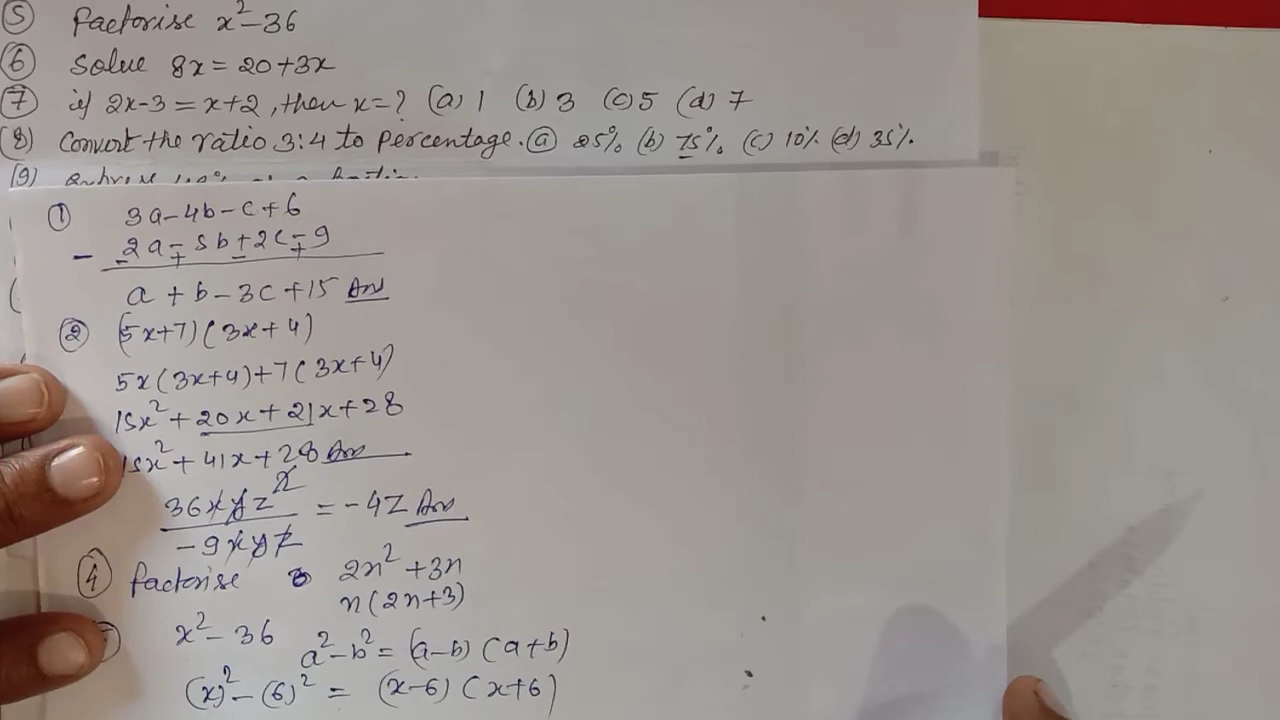 ⑤ Factorise x²-36
⑥ Solve 8x = 20+3x
⑦ if 2x-3 = x+2, then x=? (a) 1 (b) 3 (c) 5 (d) 7
(8) Convert the ratio 3:4 to percentage. ⓐ 25% (b) 75% (c) 10% (d) 35%.
(9)
① 3a-4b-c+6
- 2a-5b+2c-9
- + - +
a+b-3c+15 Ans
② (5x+7)(3x+4)
5x(3x+4)+7(3x+4)
15x²+20x+21x+28
15x²+41x+28 Ans
36xyz² = -4z Ans
-9xyz
④ factorise 2n²+3n
n(2n+3)
x²-36 a²-b² = (a-b)(a+b)
(x)²-(6)² = (x-6)(x+6)